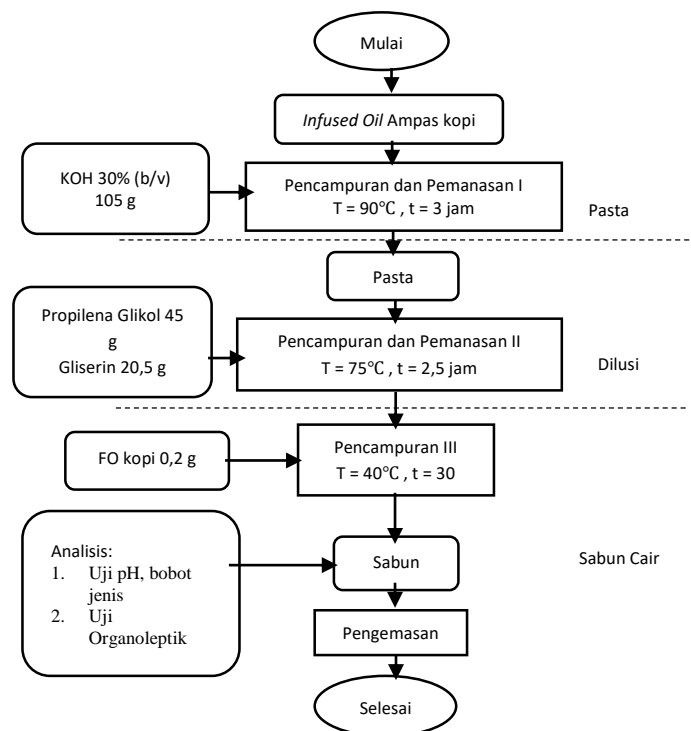 Mulai
Infused Oil Ampas kopi
KOH 30% (b/v)
105 g
Pencampuran dan Pemanasan I
T = 90℃ , t = 3 jam
Pasta
Pasta
Propilena Glikol 45
g
Gliserin 20,5 g
Pencampuran dan Pemanasan II
T = 75℃ , t = 2,5 jam
Dilusi
FO kopi 0,2 g
Pencampuran III
T = 40℃ , t = 30
Analisis:
1. Uji pH, bobot
jenis
2. Uji
Organoleptik
Sabun
Sabun Cair
Pengemasan
Selesai